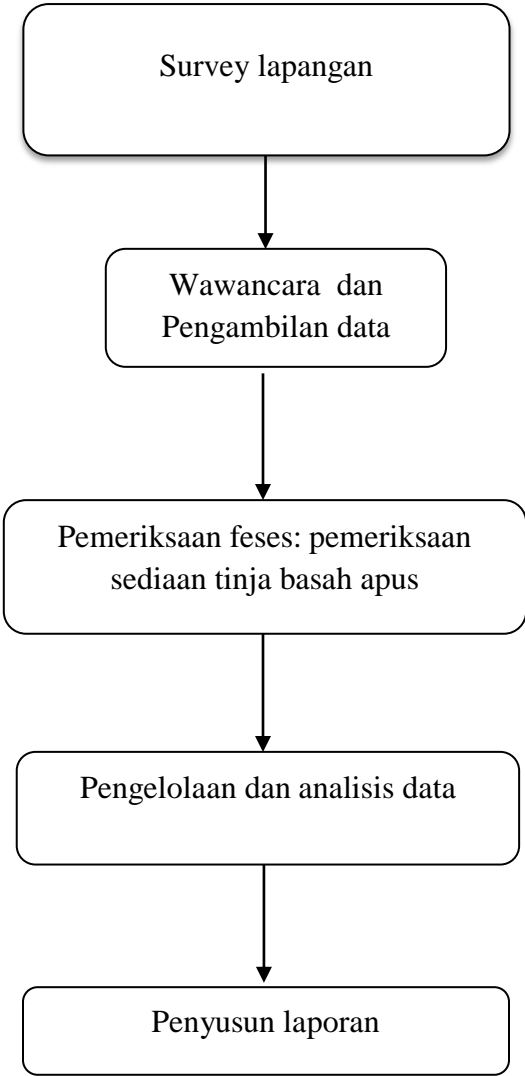 Survey lapangan
Wawancara dan
Pengambilan data
Pemeriksaan feses: pemeriksaan
sediaan tinja basah apus
Pengelolaan dan analisis data
Penyusun laporan